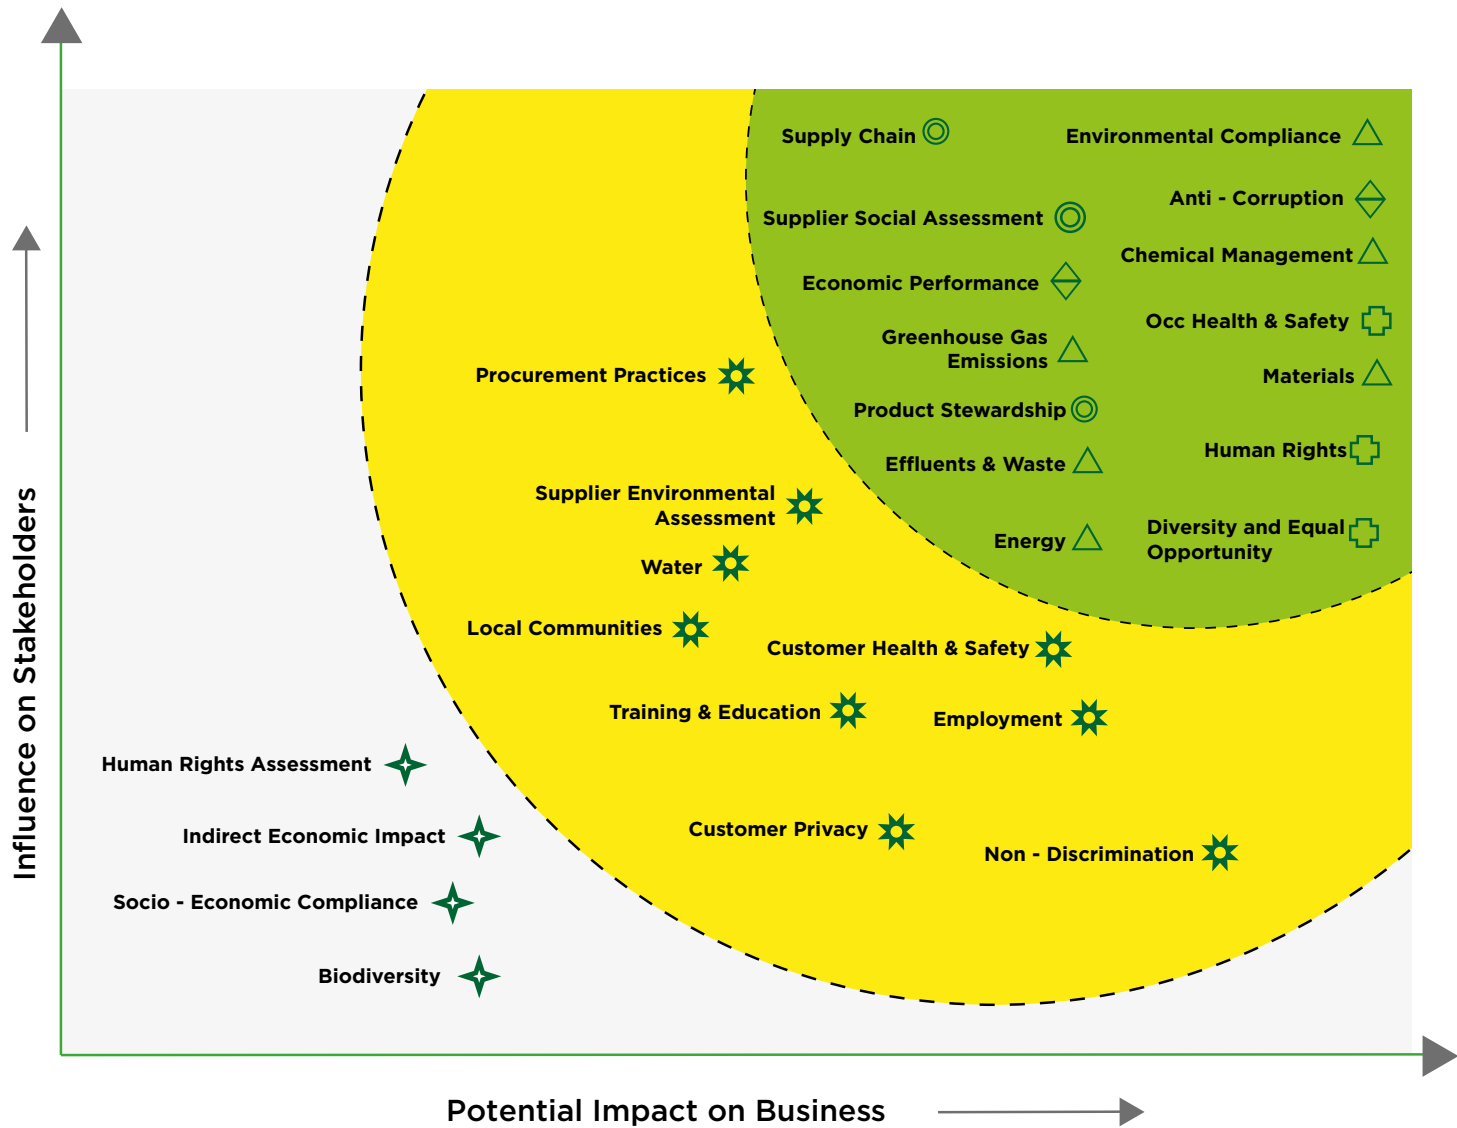 Supply Chain
Environmental Compliance
Anti - Corruption
Supplier Social Assessment
Chemical Management
Economic Performance
Occ Health & Safety
Greenhouse Gas
Emissions
Materials
Procurement Practices
Product Stewardship
Human Rights
Effluents & Waste
Supplier Environmental
Assessment
Energy
Diversity and Equal
Opportunity
Water
Local Communities
Customer Health & Safety
Training & Education
Employment
Human Rights Assessment
Indirect Economic Impact
Customer Privacy
Non - Discrimination
Socio - Economic Compliance
Biodiversity
Influence on Stakeholders
Potential Impact on Business